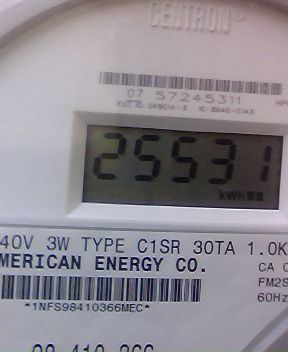 CENTRON
07 57245311
25531
kWh
40V 3W TYPE C1SR 30TA 1.0K
MERICAN ENERGY CO.
CA
FM2S
60Hz
*1NFS98410366MEC*